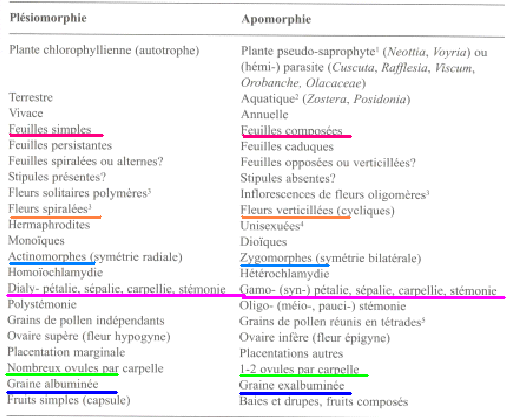 Plésiomorphie Apomorphie
Plante chlorophyllienne (autotrophe) Plante pseudo-saprophyte¹ (Neottia, Voyria) ou
(hémi-) parasite (Cuscuta, Rafflesia, Viscum,
Orobanche, Olacaceae)
Terrestre Aquatique² (Zostera, Posidonia)
Vivace Annuelle
Feuilles simples Feuilles composées
Feuilles persistantes Feuilles caduques
Feuilles spiralées ou alternes? Feuilles opposées ou verticillées?
Stipules présentes? Stipules absentes?
Fleurs solitaires polymères³ Inflorescences de fleurs oligomères³
Fleurs spiralées³ Fleurs verticillées (cycliques)
Hermaphrodites Unisexuées⁴
Monoïques Dioïques
Actinomorphes (symétrie radiale) Zygomorphes (symétrie bilatérale)
Homoïochlamydie Hétérochlamydie
Dialy- pétalie, sépalie, carpellie, stémonie Gamo- (syn-) pétalie, sépalie, carpellie, stémonie
Polystémonie Oligo- (méio-, pauci-) stémonie
Grains de pollen indépendants Grains de pollen réunis en tétrades⁵
Ovaire supère (fleur hypogyne) Ovaire infère (fleur épigyne)
Placentation marginale Placentations autres
Nombreux ovules par carpelle 1-2 ovules par carpelle
Graine albuminée Graine exalbuminée
Fruits simples (capsule) Baies et drupes, fruits composés